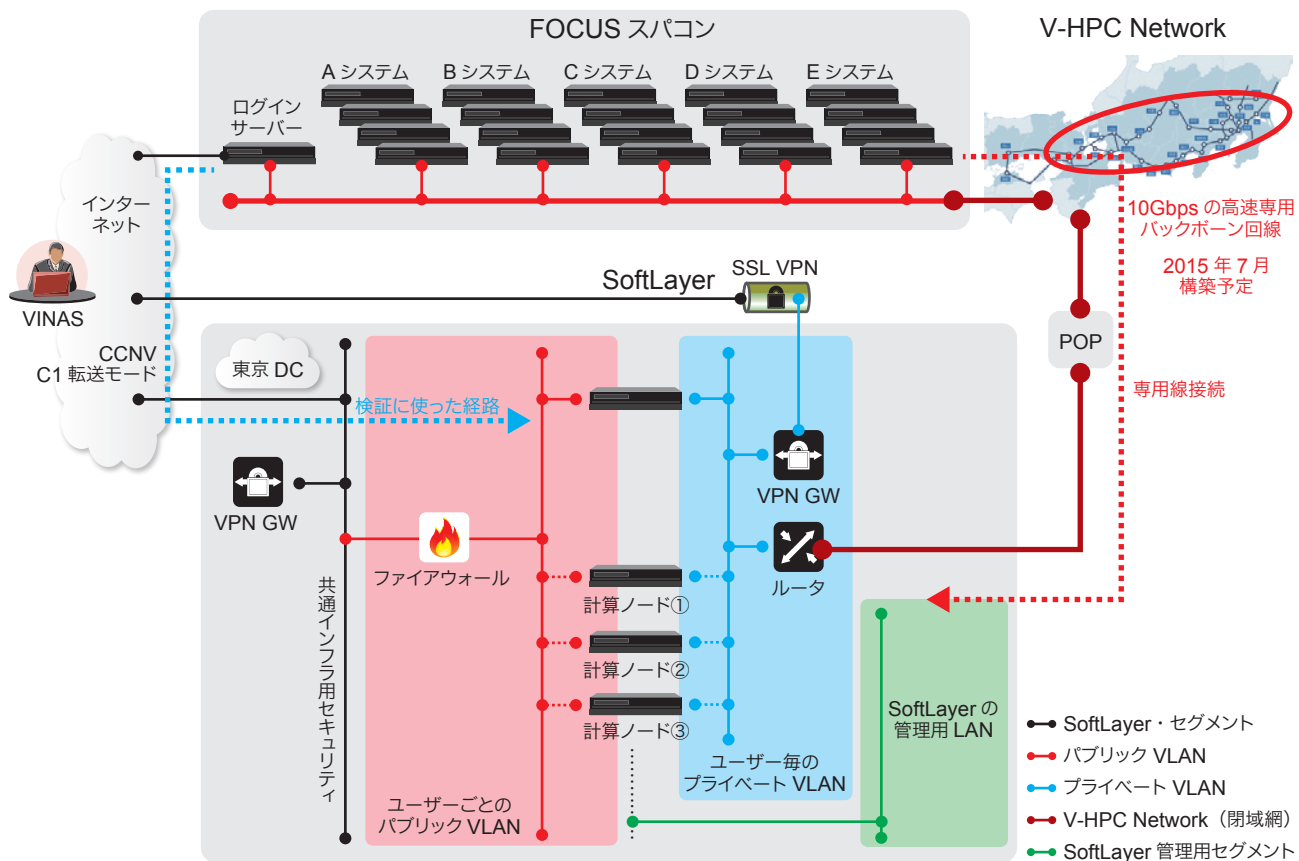 FOCUS スパコン
V-HPC Network
A システム
B システム
C システム
D システム
E システム
ログイン
サーバー
インター
ネット
VINAS
CCNV
C1 転送モード
10Gbps の高速専用
バックボーン回線
2015 年 7 月
構築予定
SoftLayer
SSL VPN
POP
専用線接続
東京 DC
検証に使った経路
VPN GW
VPN GW
ファイアウォール
ルータ
共通インフラ用セキュリティ
計算ノード①
計算ノード②
計算ノード③
ユーザーごとの
パブリック VLAN
ユーザー毎の
プライベート VLAN
SoftLayer の
管理用 LAN
SoftLayer・セグメント
パブリック VLAN
プライベート VLAN
V-HPC Network（閉域網）
SoftLayer 管理用セグメント